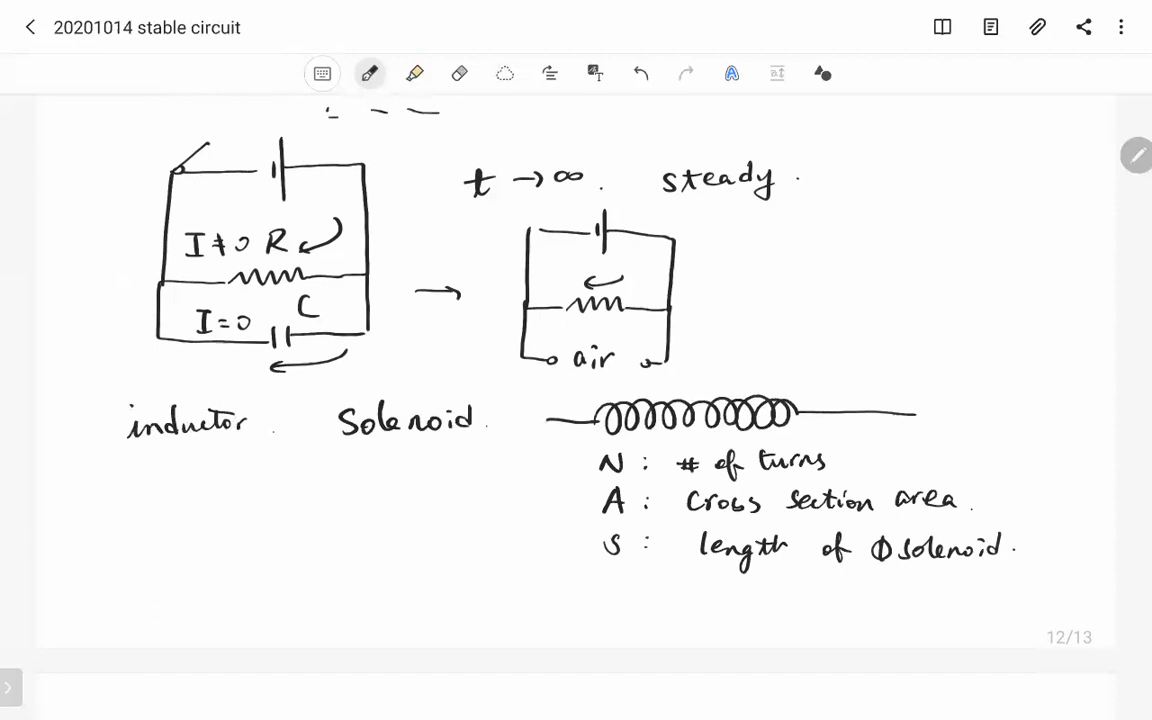 20201014 stable circuit
t → ∞ . steady .
I ≠ 0 R
C
I = 0
air
inductor . Solenoid .
N : # of turns
A : Cross section area .
S : length of solenoid .
12/13